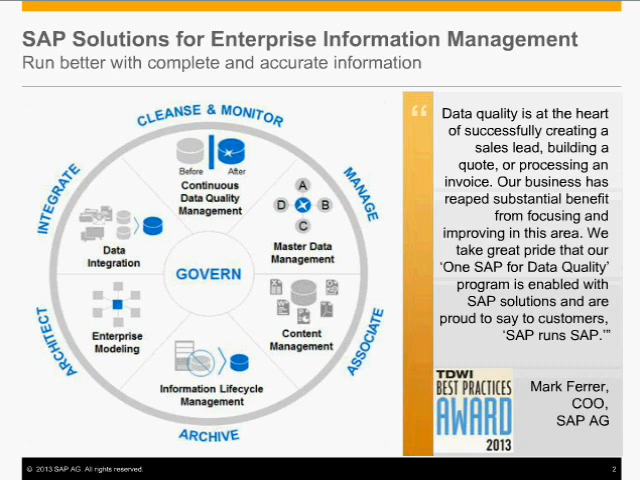 SAP Solutions for Enterprise Information Management
Run better with complete and accurate information
CLEANSE & MONITOR
Before
After
Continuous
Data Quality
Management
MANAGE
A
D
B
C
Master Data
Management
INTEGRATE
Data
Integration
GOVERN
Enterprise
Modeling
ARCHITECT
Content
Management
ASSOCIATE
Information Lifecycle
Management
ARCHIVE
“
Data quality is at the heart
of successfully creating a
sales lead, building a
quote, or processing an
invoice. Our business has
reaped substantial benefit
from focusing and
improving in this area. We
take great pride that our
‘One SAP for Data Quality’
program is enabled with
SAP solutions and are
proud to say to customers,
‘SAP runs SAP.’”
TDWI
BEST PRACTICES
AWARD
2013
Mark Ferrer,
COO,
SAP AG
© 2013 SAP AG. All rights reserved.
2